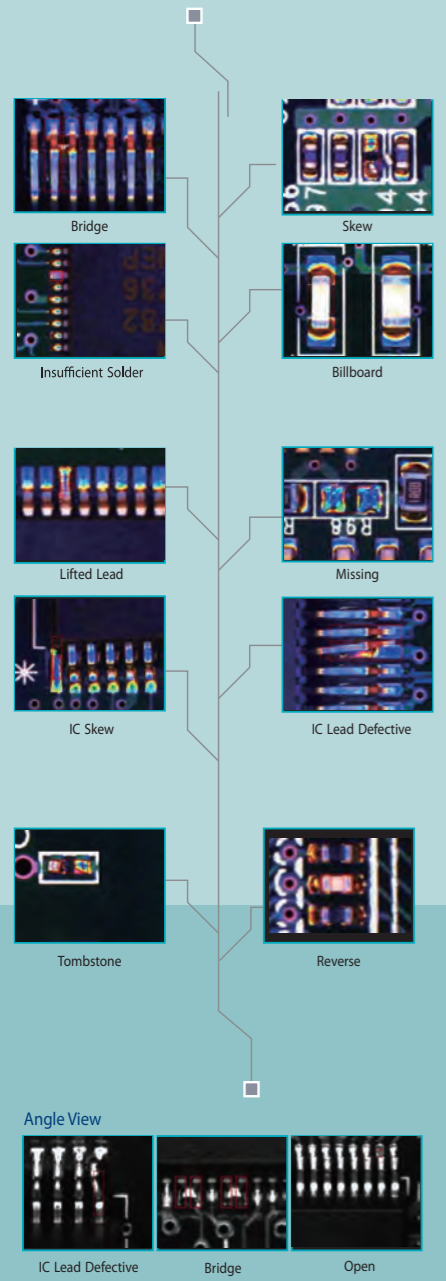 Bridge
Skew
Insufficient Solder
Billboard
Lifted Lead
R98
Missing
IC Skew
IC Lead Defective
Tombstone
Reverse
Angle View
IC Lead Defective
Bridge
Open